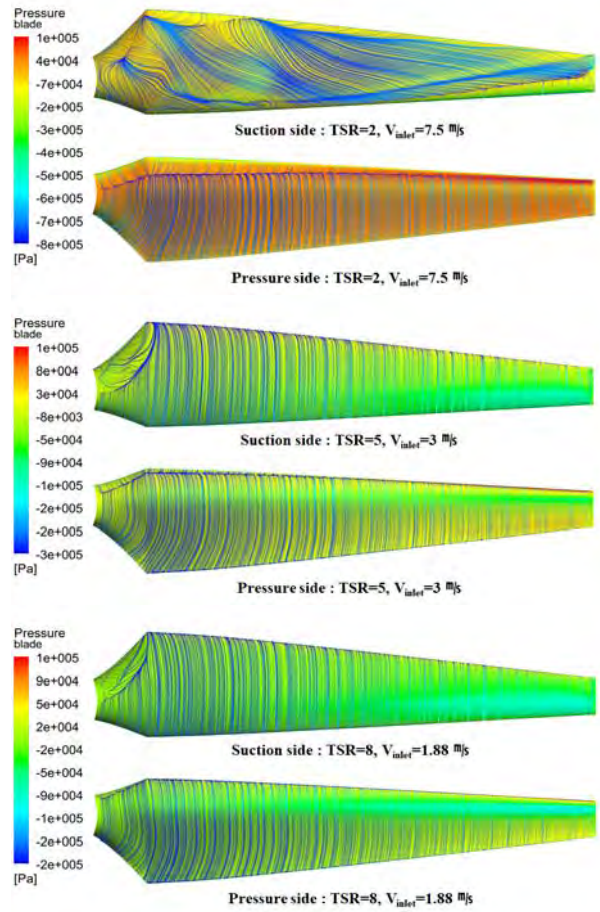 Pressure
blade
1e+005
4e+004
-7e+004
-2e+005
-3e+005
-4e+005
-5e+005
-6e+005
-7e+005
-8e+005
[Pa]
Suction side : TSR=2, Vinlet=7.5 ㎧
Pressure side : TSR=2, Vinlet=7.5 ㎧
Pressure
blade
1e+005
8e+004
3e+004
-8e+003
-5e+004
-9e+004
-1e+005
-2e+005
-2e+005
-3e+005
[Pa]
Suction side : TSR=5, Vinlet=3 ㎧
Pressure side : TSR=5, Vinlet=3 ㎧
Pressure
blade
1e+005
9e+004
5e+004
2e+004
-2e+004
-5e+004
-9e+004
-1e+005
-2e+005
-2e+005
[Pa]
Suction side : TSR=8, Vinlet=1.88 ㎧
Pressure side : TSR=8, Vinlet=1.88 ㎧